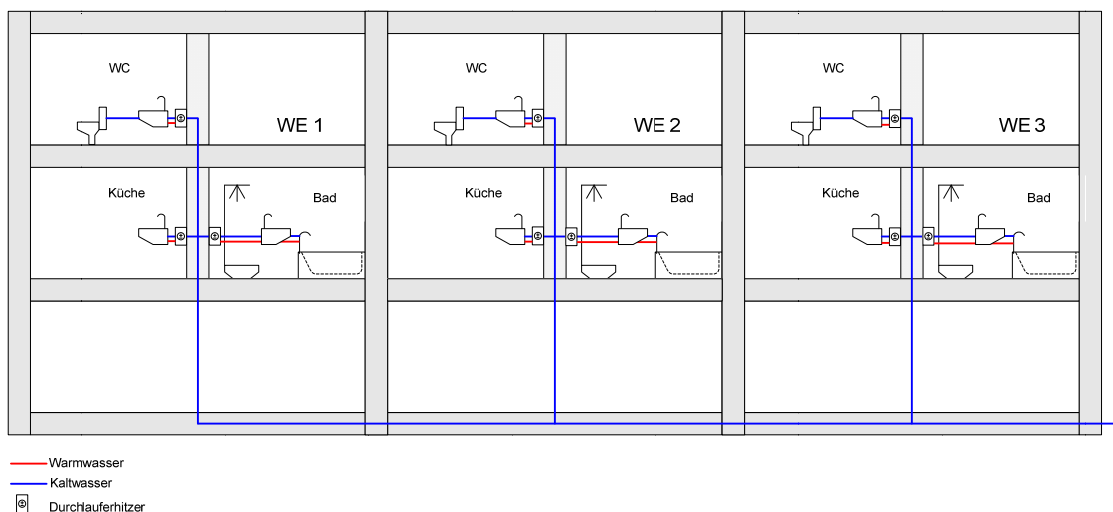 WC
WC
WC
WE 1
WE 2
WE 3
Küche
Bad
Küche
Bad
Küche
Bad
Warmwasser
Kaltwasser
Durchlauferhitzer